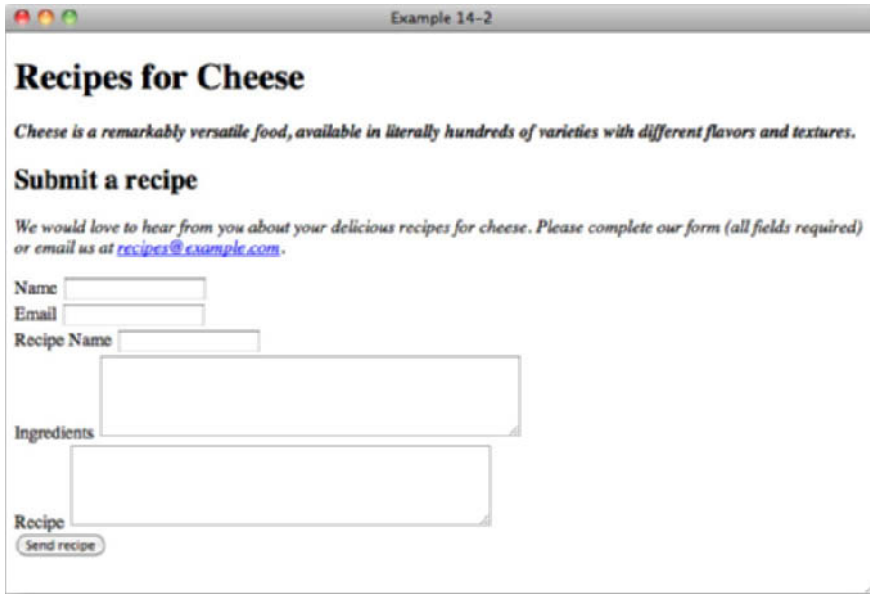 Example 14-2
Recipes for Cheese
Cheese is a remarkably versatile food, available in literally hundreds of varieties with different flavors and textures.
Submit a recipe
We would love to hear from you about your delicious recipes for cheese. Please complete our form (all fields required)
or email us at recipes@example.com.
Name
Email
Recipe Name
Ingredients
Recipe
Send recipe